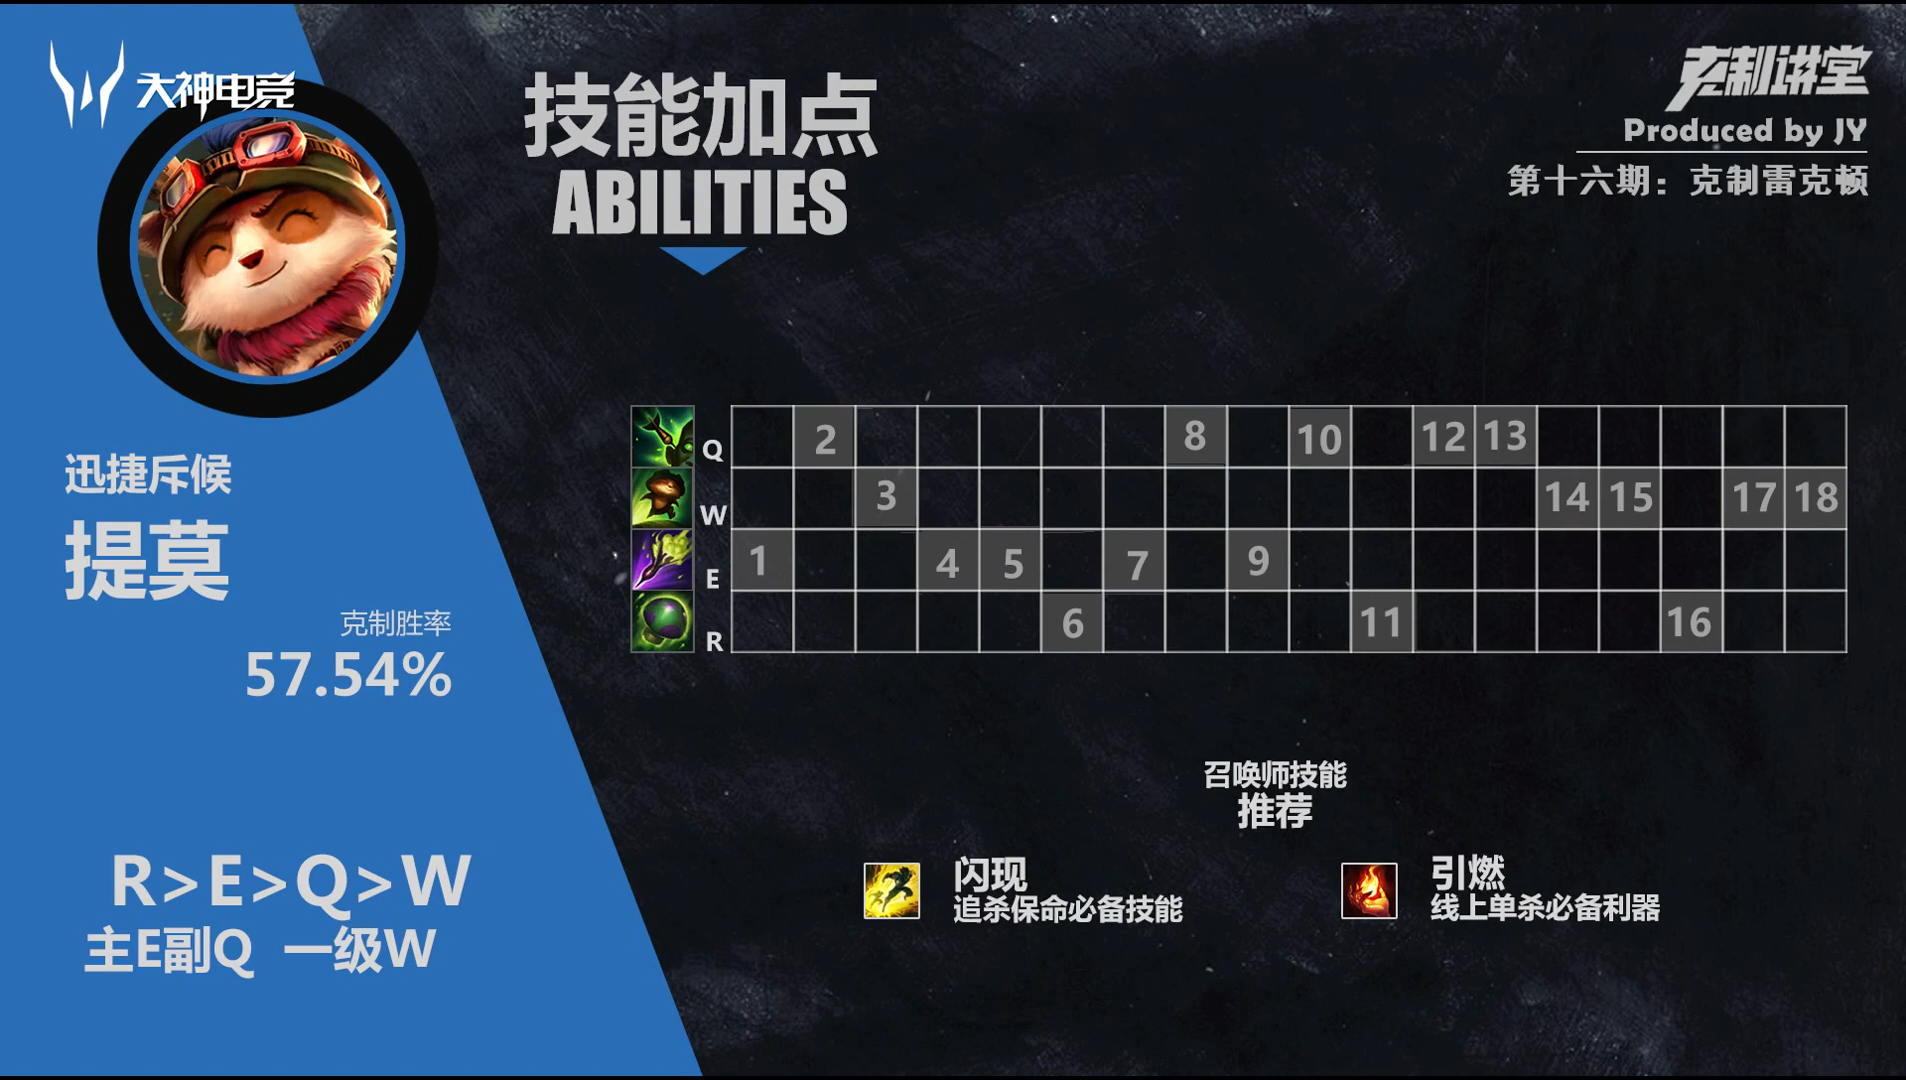 大神电竞
技能加点
ABILITIES
克制讲堂
Produced by JY
第十六期：克制雷克顿
迅捷斥候
提莫
克制胜率
57.54%
R>E>Q>W
主E副Q 一级W
Q 2 8 10 12 13
W 3 14 15 17 18
E 1 4 5 7 9
R 6 11 16
召唤师技能
推荐
闪现
追杀保命必备技能
引燃
线上单杀必备利器